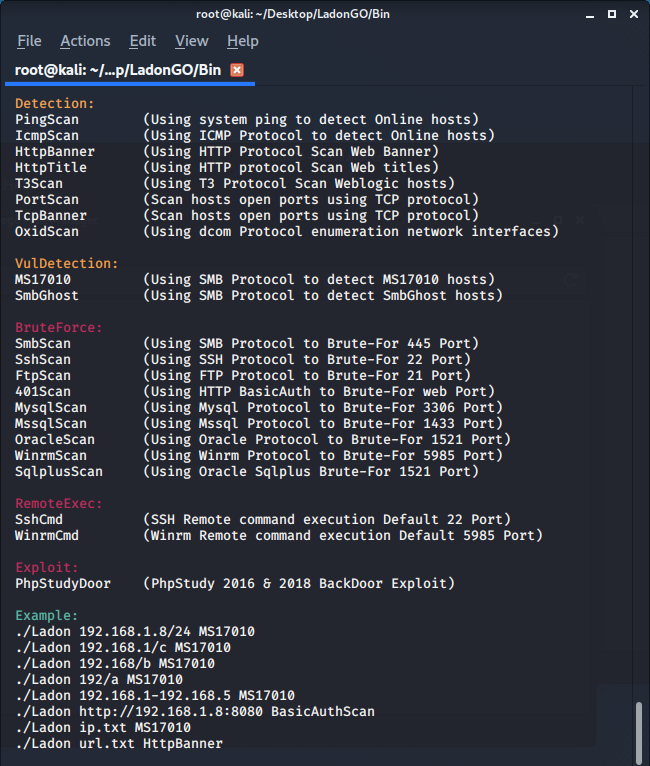 root@kali: ~/Desktop/LadonGO/Bin
File Actions Edit View Help
root@kali: ~/...p/LadonGO/Bin
Detection:
PingScan (Using system ping to detect Online hosts)
IcmpScan (Using ICMP Protocol to detect Online hosts)
HttpBanner (Using HTTP Protocol Scan Web Banner)
HttpTitle (Using HTTP protocol Scan Web titles)
T3Scan (Using T3 Protocol Scan Weblogic hosts)
PortScan (Scan hosts open ports using TCP protocol)
TcpBanner (Scan hosts open ports using TCP protocol)
OxidScan (Using dcom Protocol enumeration network interfaces)
VulDetection:
MS17010 (Using SMB Protocol to detect MS17010 hosts)
SmbGhost (Using SMB Protocol to detect SmbGhost hosts)
BruteForce:
SmbScan (Using SMB Protocol to Brute-For 445 Port)
SshScan (Using SSH Protocol to Brute-For 22 Port)
FtpScan (Using FTP Protocol to Brute-For 21 Port)
401Scan (Using HTTP BasicAuth to Brute-For web Port)
MysqlScan (Using Mysql Protocol to Brute-For 3306 Port)
MssqlScan (Using Mssql Protocol to Brute-For 1433 Port)
OracleScan (Using Oracle Protocol to Brute-For 1521 Port)
WinrmScan (Using Winrm Protocol to Brute-For 5985 Port)
SqlplusScan (Using Oracle Sqlplus Brute-For 1521 Port)
RemoteExec:
SshCmd (SSH Remote command execution Default 22 Port)
WinrmCmd (Winrm Remote command execution Default 5985 Port)
Exploit:
PhpStudyDoor (PhpStudy 2016 & 2018 BackDoor Exploit)
Example:
./Ladon 192.168.1.8/24 MS17010
./Ladon 192.168.1/c MS17010
./Ladon 192.168/b MS17010
./Ladon 192/a MS17010
./Ladon 192.168.1-192.168.5 MS17010
./Ladon http://192.168.1.8:8080 BasicAuthScan
./Ladon ip.txt MS17010
./Ladon url.txt HttpBanner